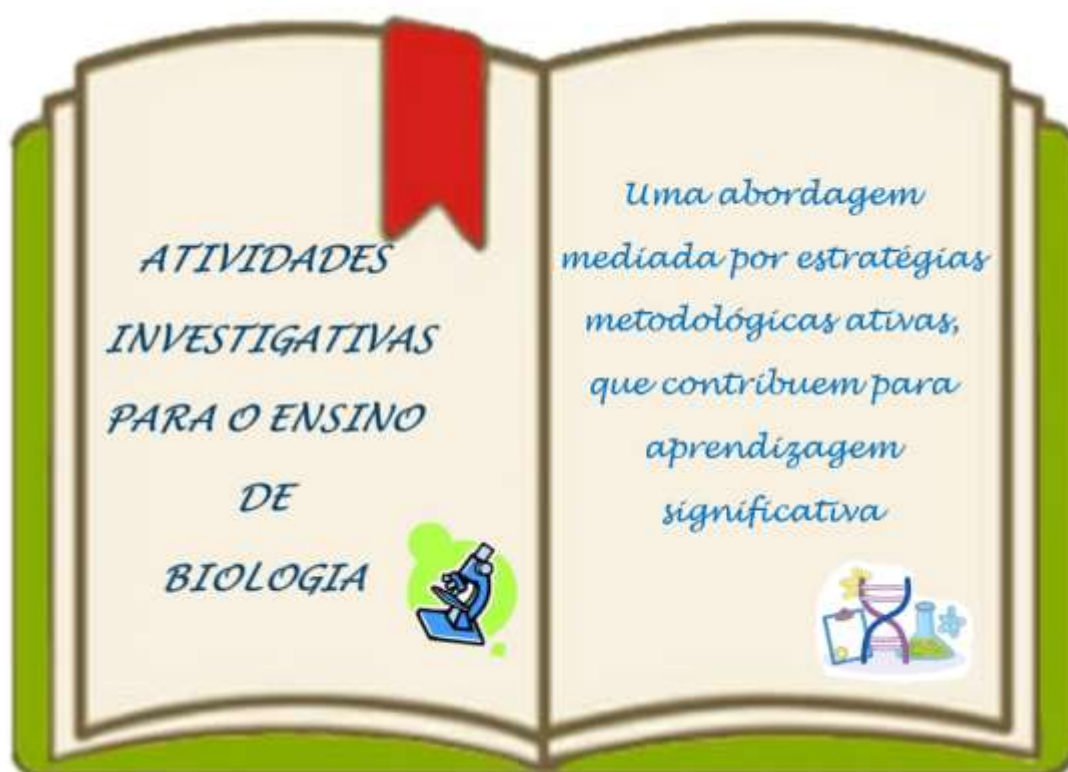 ATIVIDADES
INVESTIGATIVAS
PARA O ENSINO
DE
BIOLOGIA
Uma abordagem
mediada por estratégias
metodológicas ativas,
que contribuem para
aprendizagem
significativa